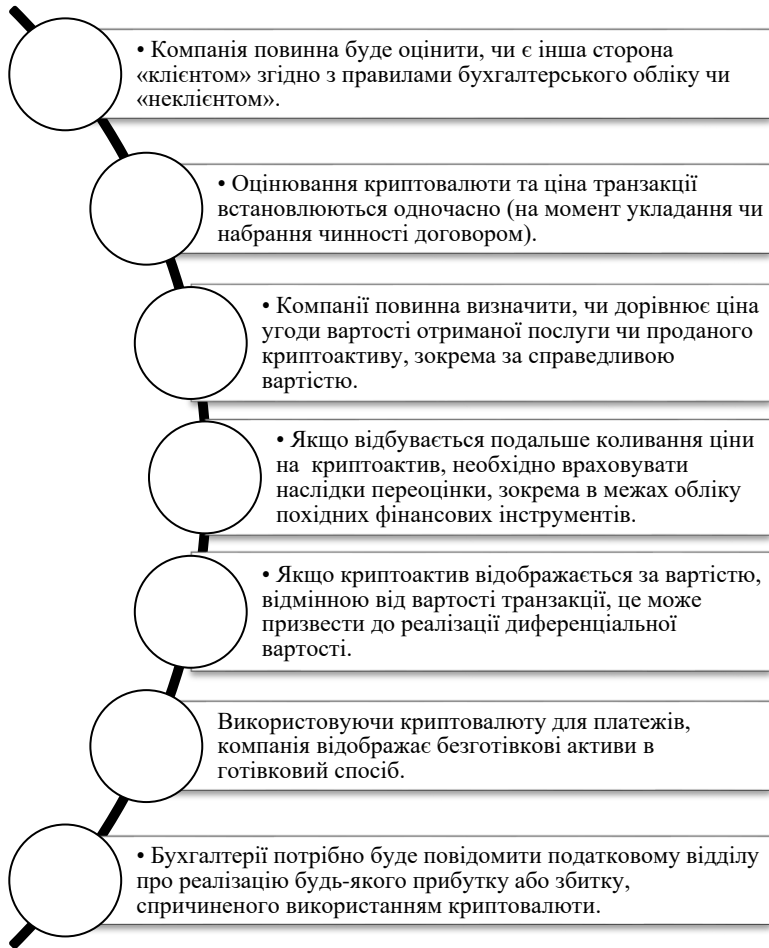 • Компанія повинна буде оцінити, чи є інша сторона
«клієнтом» згідно з правилами бухгалтерського обліку чи
«неклієнтом».
• Оцінювання криптовалюти та ціна транзакції
встановлюються одночасно (на момент укладання чи
набрання чинності договором).
• Компанії повинна визначити, чи дорівнює ціна
угоди вартості отриманої послуги чи проданого
криптоактиву, зокрема за справедливою
вартістю.
• Якщо відбувається подальше коливання ціни
на криптоактив, необхідно враховувати
наслідки переоцінки, зокрема в межах обліку
похідних фінансових інструментів.
• Якщо криптоактив відображається за вартістю,
відмінною від вартості транзакції, це може
призвести до реалізації диференціальної
вартості.
Використовуючи криптовалюту для платежів,
компанія відображає безготівкові активи в
готівковий спосіб.
• Бухгалтерії потрібно буде повідомити податковому відділу
про реалізацію будь-якого прибутку або збитку,
спричиненого використанням криптовалюти.